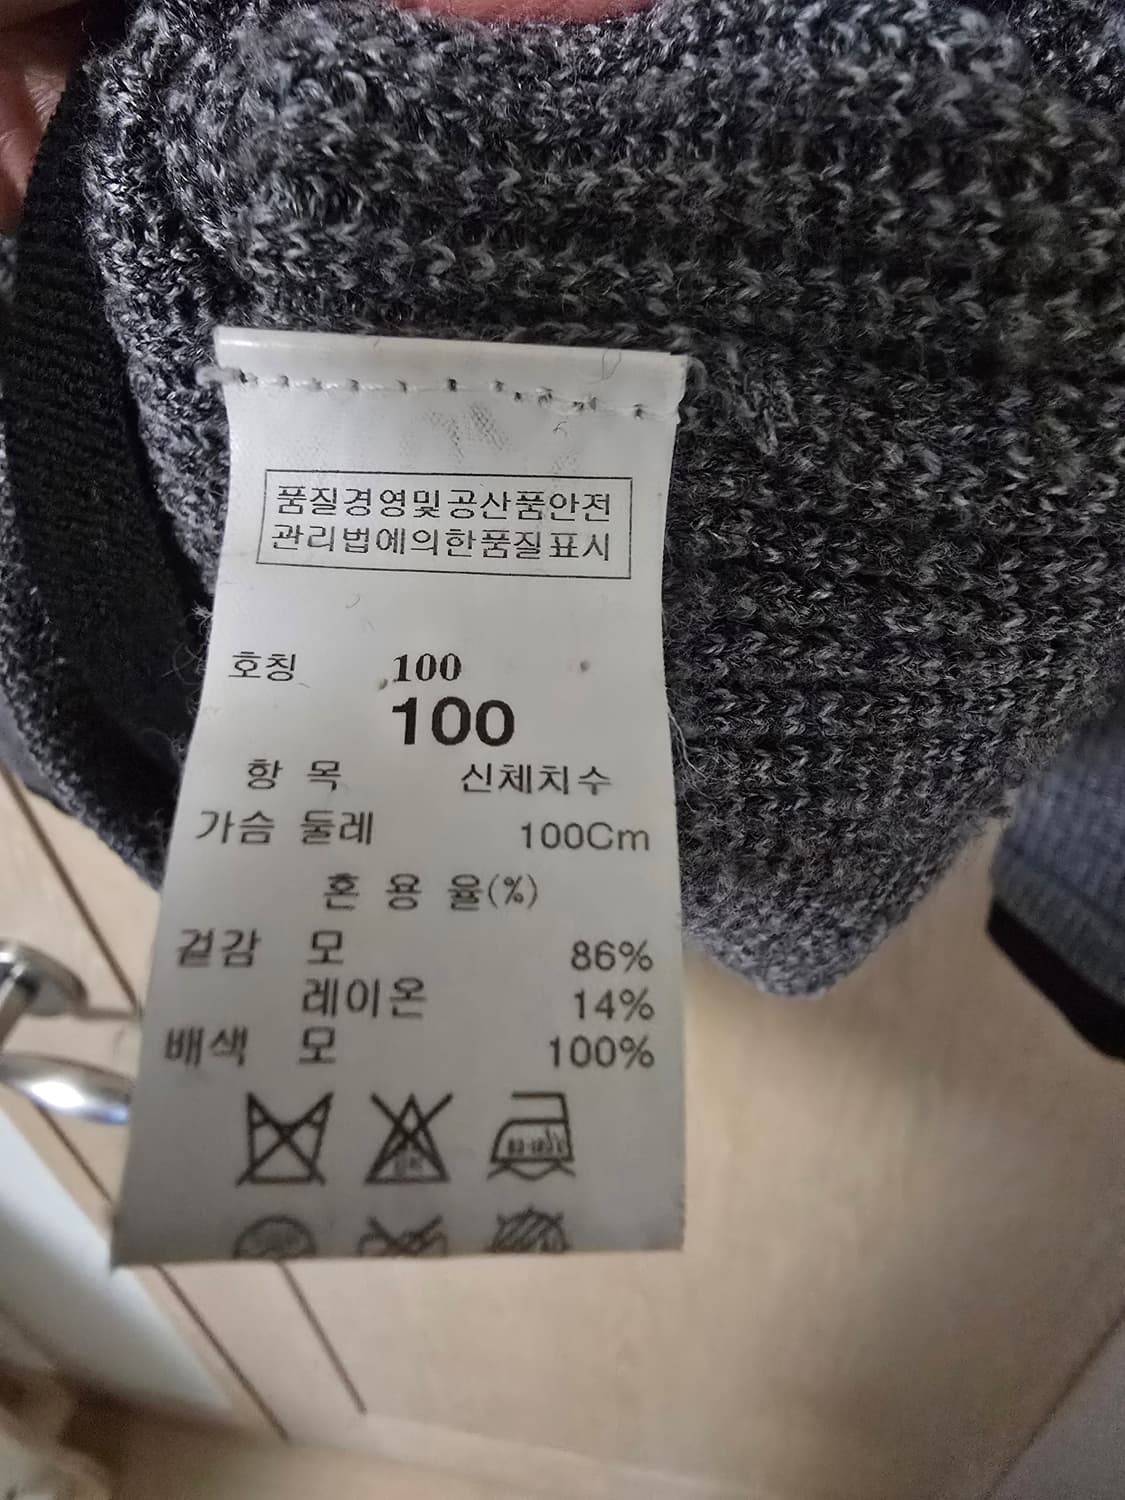 품질경영및공산품안전
관리법에의한품질표시
호칭 100
100
항 목 신체치수
가슴 둘레 100Cm
혼 용 율(%)
겉감 모 86%
레이온 14%
배색 모 100%